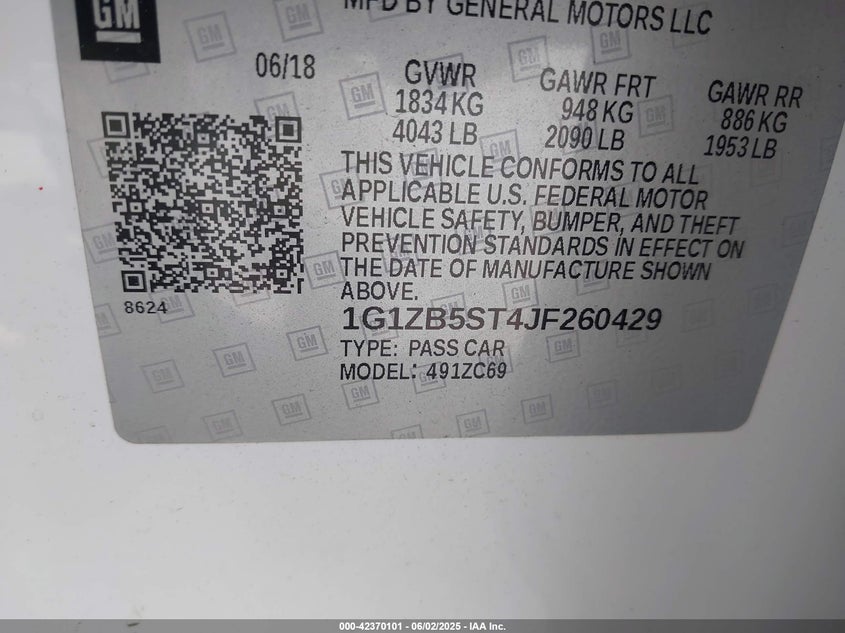 GM
MFD BY GENERAL MOTORS LLC
06/18
GVWR GAWR FRT GAWR RR
1834 KG 948 KG 886 KG
4043 LB 2090 LB 1953 LB
THIS VEHICLE CONFORMS TO ALL
APPLICABLE U.S. FEDERAL MOTOR
VEHICLE SAFETY, BUMPER, AND THEFT
PREVENTION STANDARDS IN EFFECT ON
THE DATE OF MANUFACTURE SHOWN
ABOVE.
8624
1G1ZB5ST4JF260429
TYPE: PASS CAR
MODEL: 491ZC69
000-42370101 - 06/02/2025 - IAA Inc.